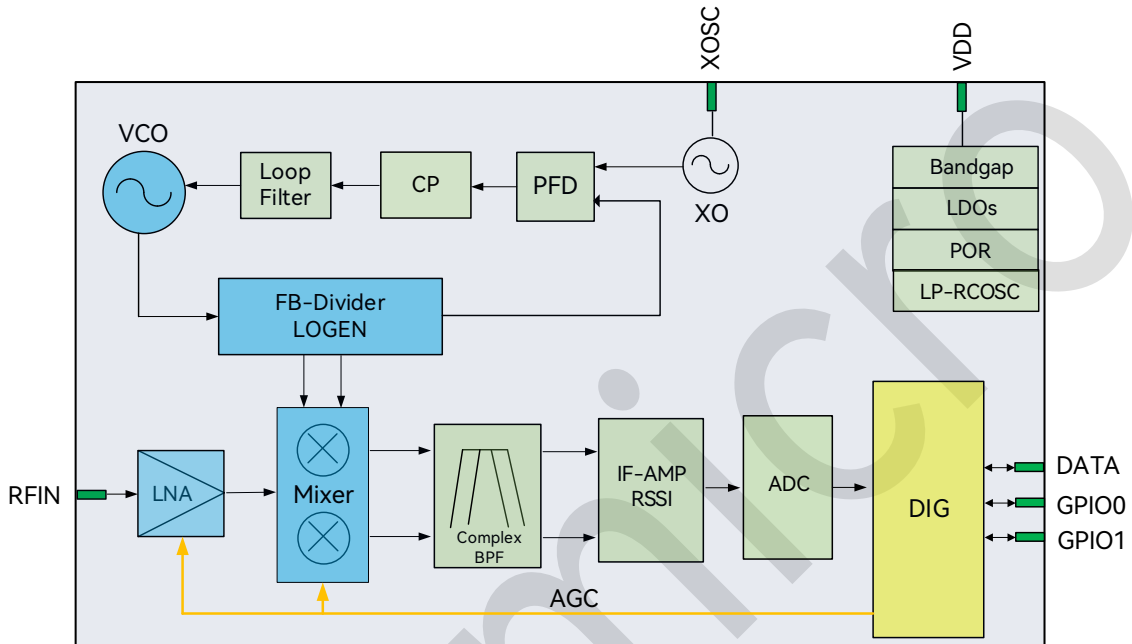 XOSC
VDD
VCO
Loop
Filter
CP
PFD
XO
Bandgap
LDOs
POR
LP-RCOSC
FB-Divider
LOGEN
RFIN
LNA
Mixer
Complex
BPF
IF-AMP
RSSI
ADC
DIG
DATA
GPIO0
GPIO1
AGC
micro